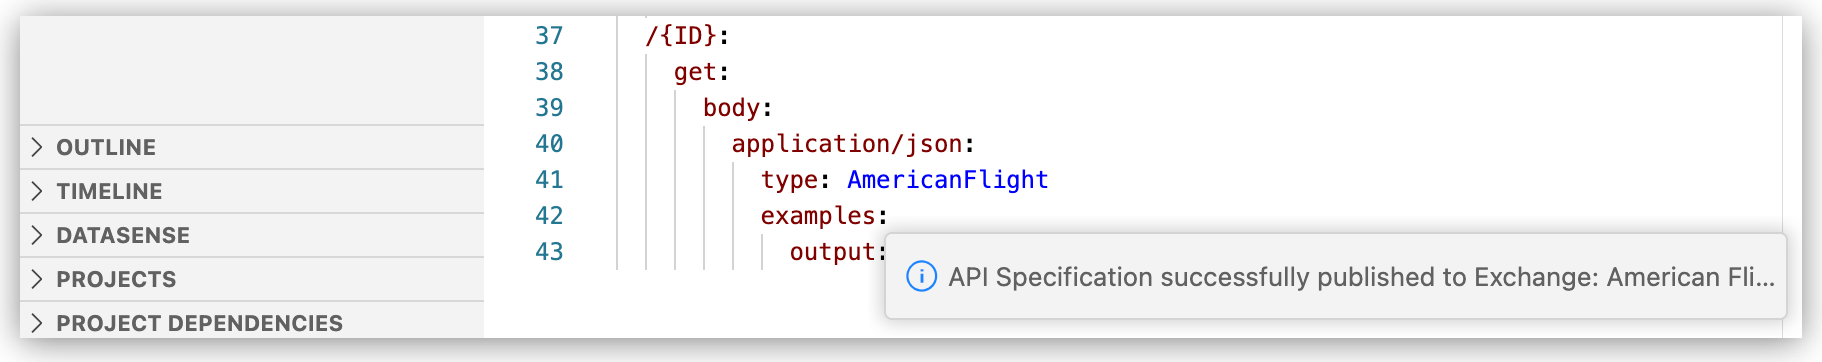 37 /{ID}:
38 get:
39 body:
40 application/json:
41 type: AmericanFlight
42 examples:
43 output:
OUTLINE
TIMELINE
DATASENSE
PROJECTS
PROJECT DEPENDENCIES
API Specification successfully published to Exchange: American Fli...